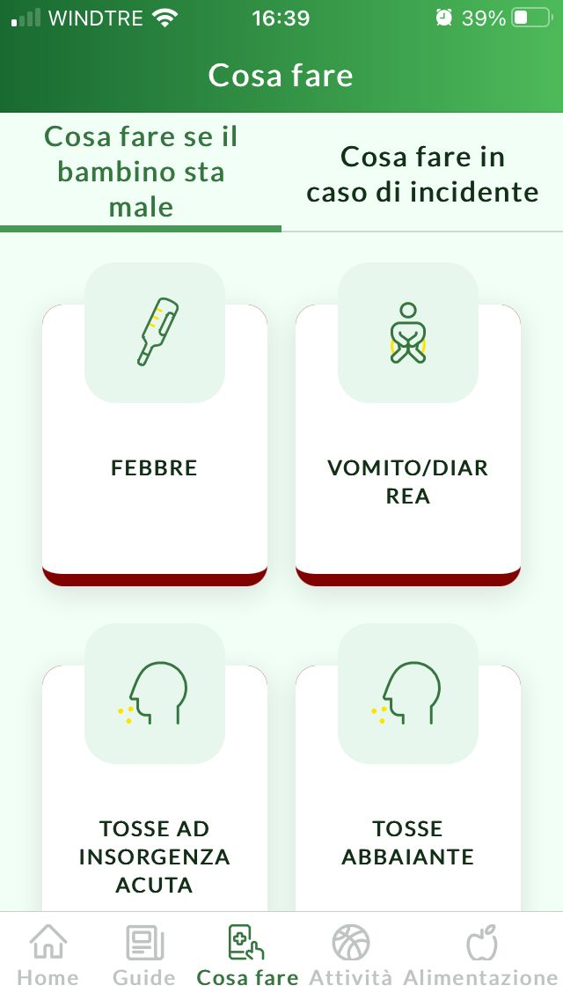 WINDTRE 16:39 39%
Cosa fare
Cosa fare se il
bambino sta
male
Cosa fare in
caso di incidente
FEBBRE
VOMITO/DIAR
REA
TOSSE AD
INSORGENZA
ACUTA
TOSSE
ABBAIANTE
Home Guide Cosa fare Attività Alimentazione